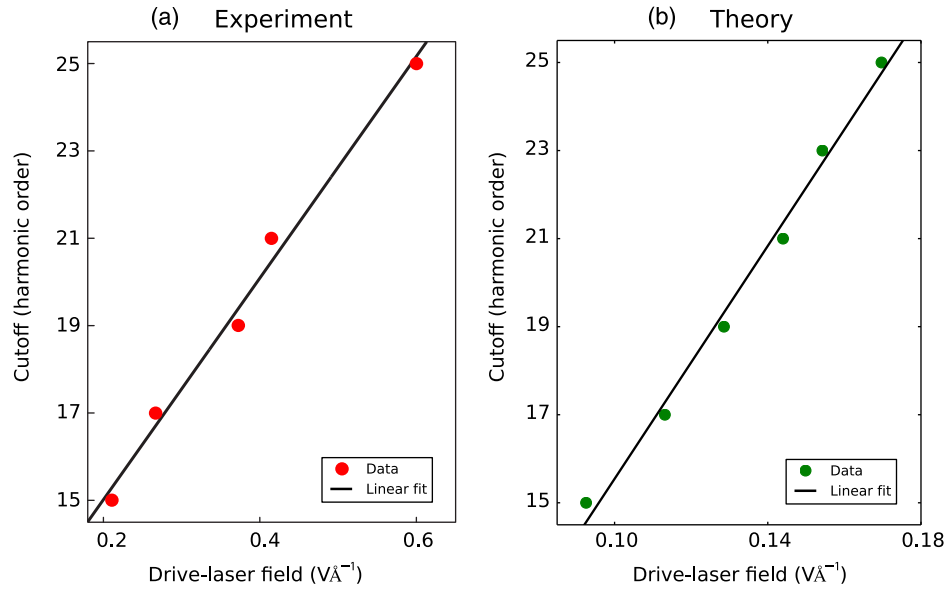 (a) Experiment
25
23
21
19
17
15
Cutoff (harmonic order)
0.2 0.4 0.6
Drive-laser field (VÅ⁻¹)
Data
Linear fit
(b) Theory
25
23
21
19
17
15
Cutoff (harmonic order)
0.10 0.14 0.18
Drive-laser field (VÅ⁻¹)
Data
Linear fit